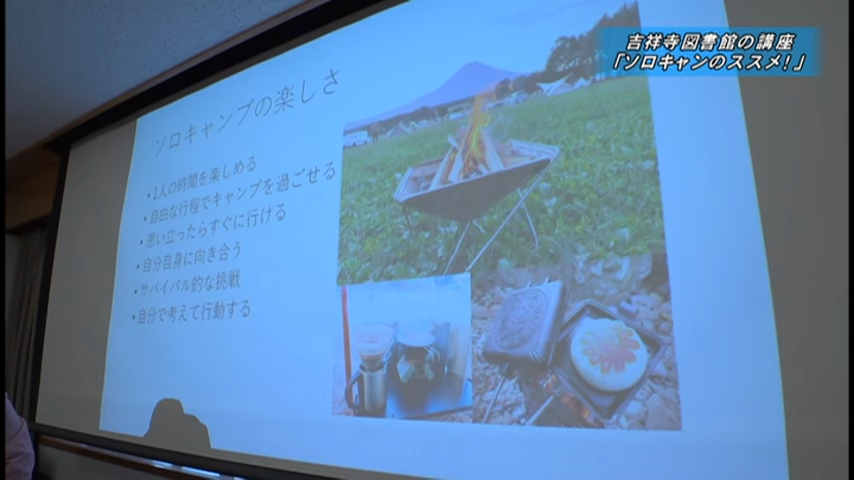 吉祥寺図書館の講座
「ソロキャンのススメ!」
ソロキャンプの楽しさ
•1人の時間を楽しめる
•自由な行程でキャンプを過ごせる
•思い立ったらすぐに行ける
•自分自身に向き合う
•サバイバル的な挑戦
•自分で考えて行動する